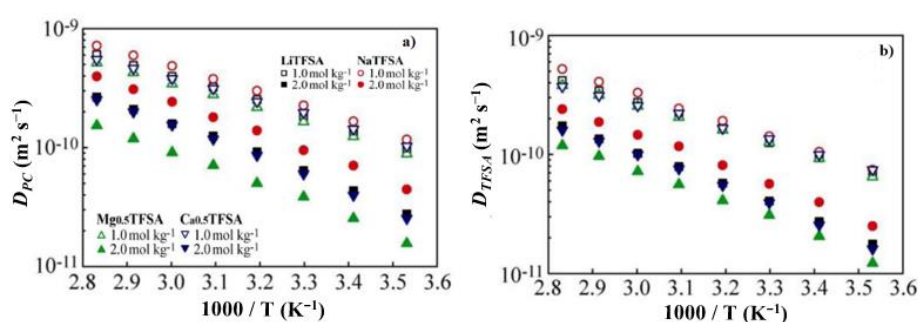 a)
LiTFSA NaTFSA
1.0 mol kg⁻¹ 1.0 mol kg⁻¹
2.0 mol kg⁻¹ 2.0 mol kg⁻¹
Mg0.5TFSA Ca0.5TFSA
1.0 mol kg⁻¹ 1.0 mol kg⁻¹
2.0 mol kg⁻¹ 2.0 mol kg⁻¹
D_PC
(m² s⁻¹)
10⁻⁹
10⁻¹⁰
10⁻¹¹
2.8 2.9 3.0 3.1 3.2 3.3 3.4 3.5 3.6
1000 / T (K⁻¹)
b)
D_TFSA
(m² s⁻¹)
10⁻⁹
10⁻¹⁰
10⁻¹¹
2.8 2.9 3.0 3.1 3.2 3.3 3.4 3.5 3.6
1000 / T (K⁻¹)